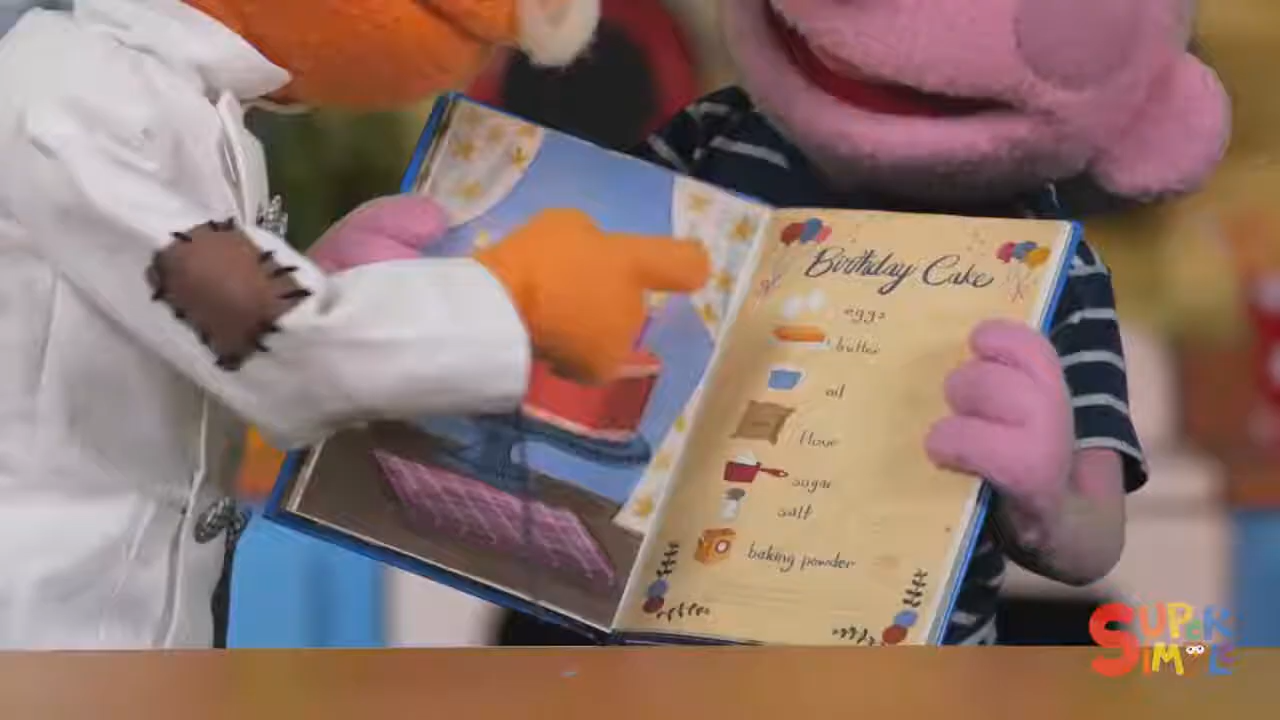 Birthday Cake
eggs
butter
oil
flour
sugar
salt
baking powder
SUPER
SIMPLE